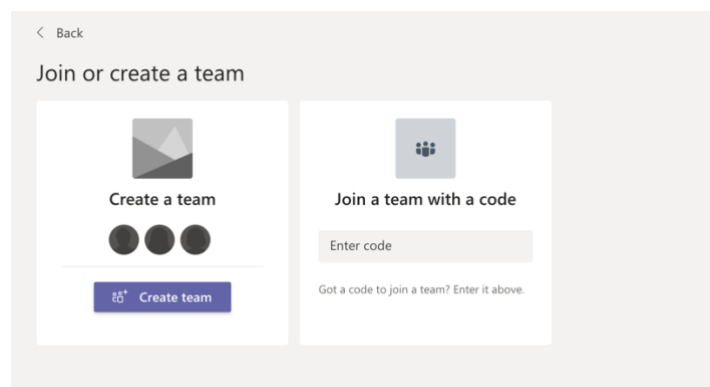 Back
Join or create a team
Create a team
Create team
Join a team with a code
Enter code
Got a code to join a team? Enter it above.